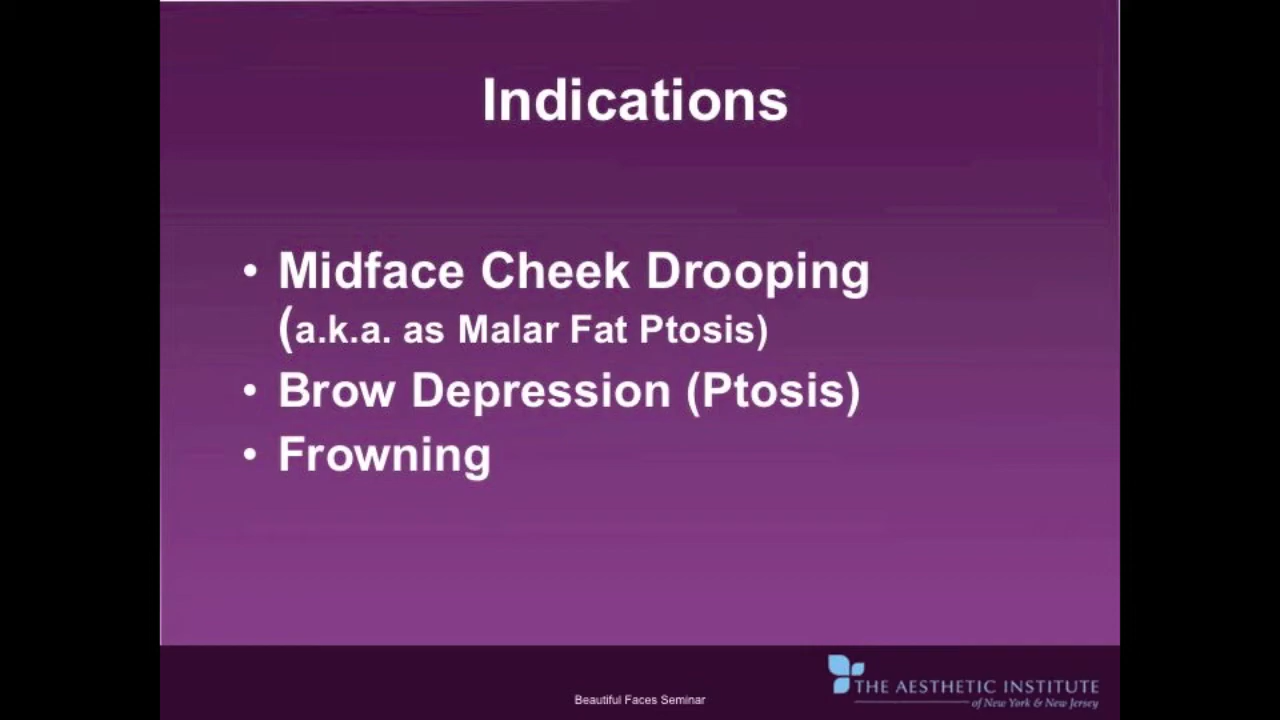 Indications
• Midface Cheek Drooping
(a.k.a. as Malar Fat Ptosis)
• Brow Depression (Ptosis)
• Frowning
Beautiful Faces Seminar
THE AESTHETIC INSTITUTE
of New York & New Jersey